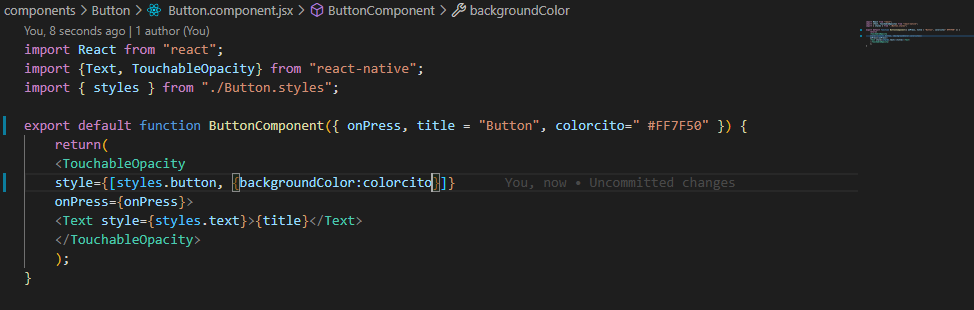 components > Button > Button.component.jsx > ButtonComponent > backgroundColor
You, 8 seconds ago | 1 author (You)
import React from "react";
import {Text, TouchableOpacity} from "react-native";
import { styles } from "./Button.styles";
export default function ButtonComponent({ onPress, title = "Button", colorcito=" #FF7F50" }) {
return(
<TouchableOpacity
style={[styles.button, {backgroundColor:colorcito}]} You, now • Uncommitted changes
onPress={onPress}>
<Text style={styles.text}>{title}</Text>
</TouchableOpacity>
);
}